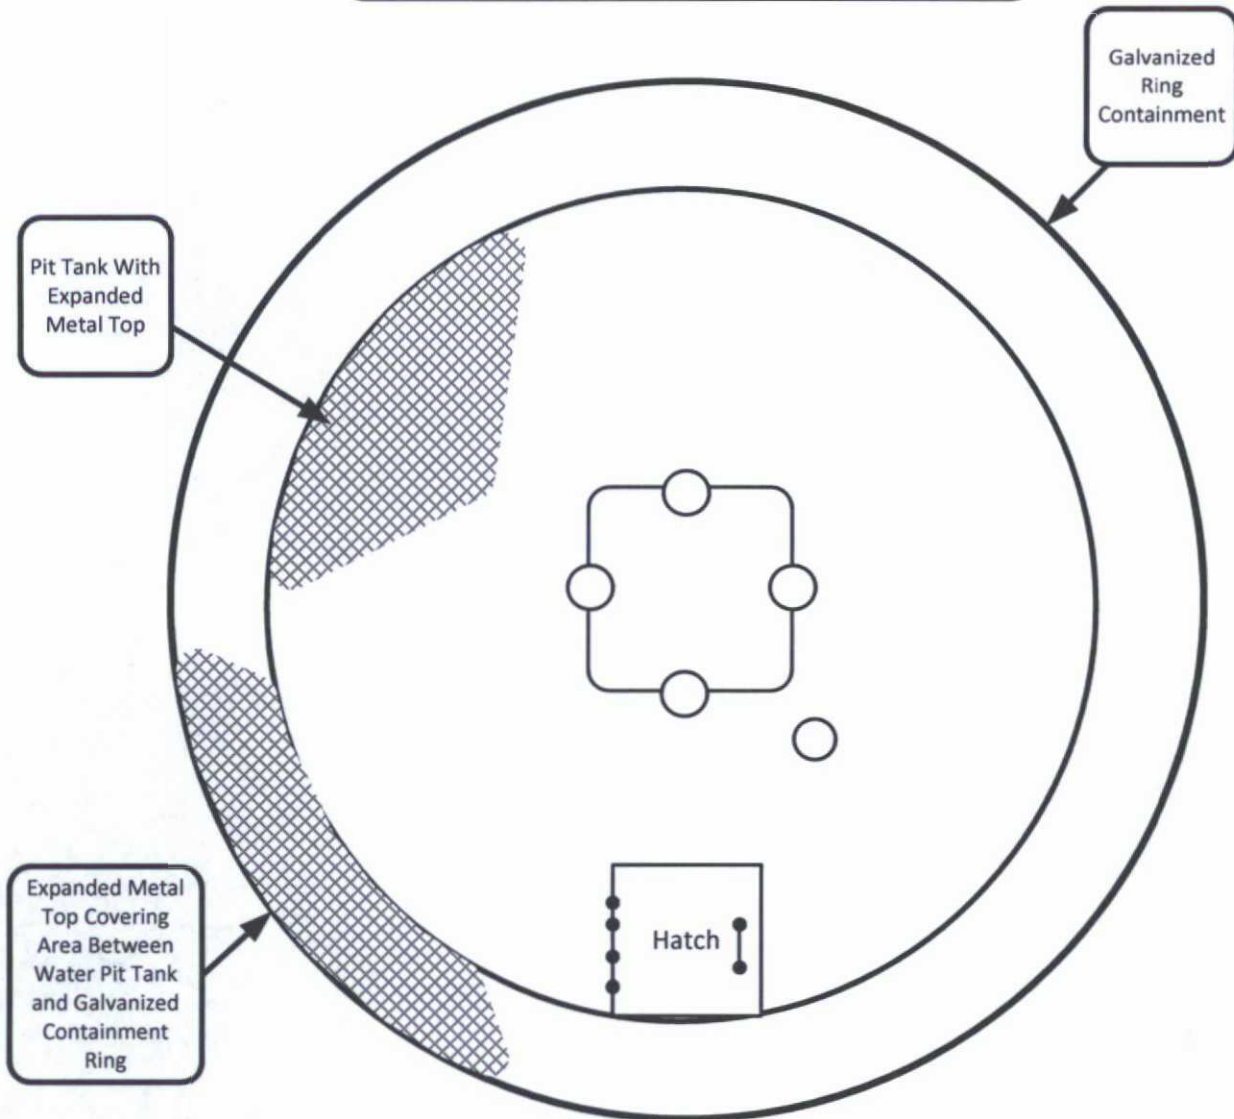 Galvanized
Ring
Containment
Pit Tank With
Expanded
Metal Top
Expanded Metal
Top Covering
Area Between
Water Pit Tank
and Galvanized
Containment
Ring
Hatch